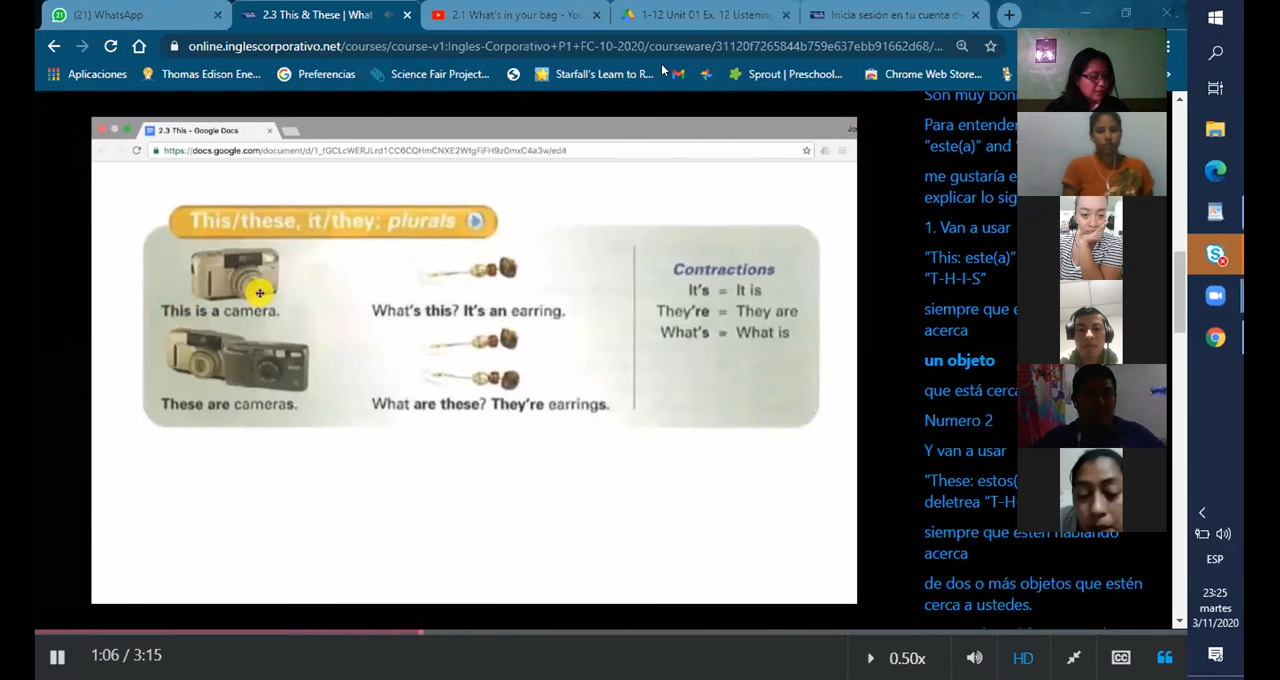 (21) WhatsApp
2.3 This & These | What
2.1 What's in your bag - You
1-12 Unit 01 Ex. 12 Listening
Inicia sesión en tu cuenta de
online.inglescorporativo.net/courses/course-v1:Ingles-Corporativo+P1+FC-10-2020/courseware/31120f7265844b759e637ebb91662d68/...
Aplicaciones
Thomas Edison Ene...
Preferencias
Science Fair Project...
Starfall's Learn to R...
Sprout | Preschool...
Chrome Web Store...
2.3 This - Google Docs
This/these, it/they; plurals
This is a camera.
What's this? It's an earring.
These are cameras.
What are these? They're earrings.
Contractions
It's = It is
They're = They are
What's = What is
Son muy boni
Para entender
"este(a)" and
me gustaría e
explicar lo sig
1. Van a usar
"This: este(a)"
"T-H-I-S"
siempre que e
acerca
un objeto
que está cerca
Numero 2
Y van a usar
"These: estos(
deletrea "T-H-
siempre que estén hablando
acerca
de dos o más objetos que estén
cerca a ustedes.
1:06 / 3:15
0.50x
HD
CC
ESP
23:25
martes
3/11/2020